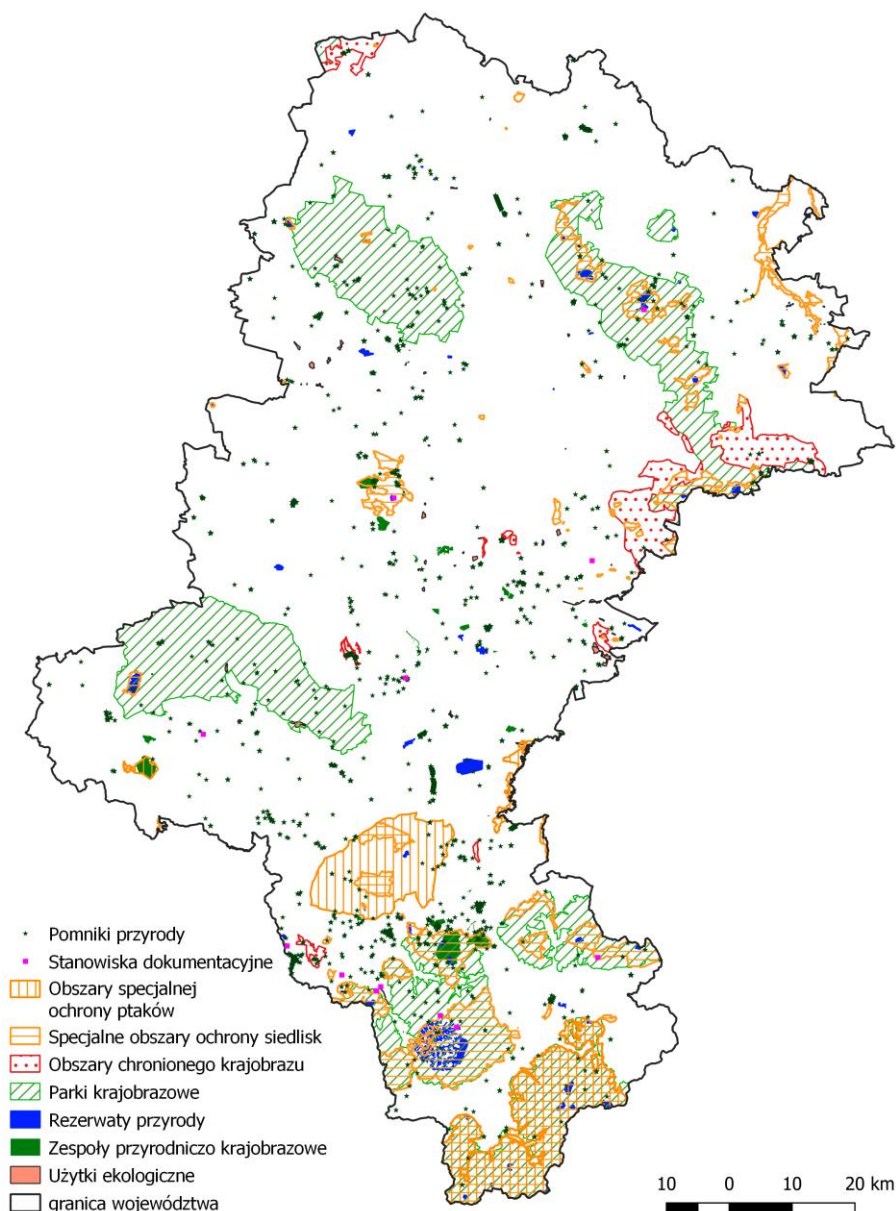 Pomniki przyrody
Stanowiska dokumentacyjne
Obszary specjalnej
ochrony ptaków
Specjalne obszary ochrony siedlisk
Obszary chronionego krajobrazu
Parki krajobrazowe
Rezerwaty przyrody
Zespoły przyrodniczo krajobrazowe
Użytki ekologiczne
granica województwa
10 0 10 20 km